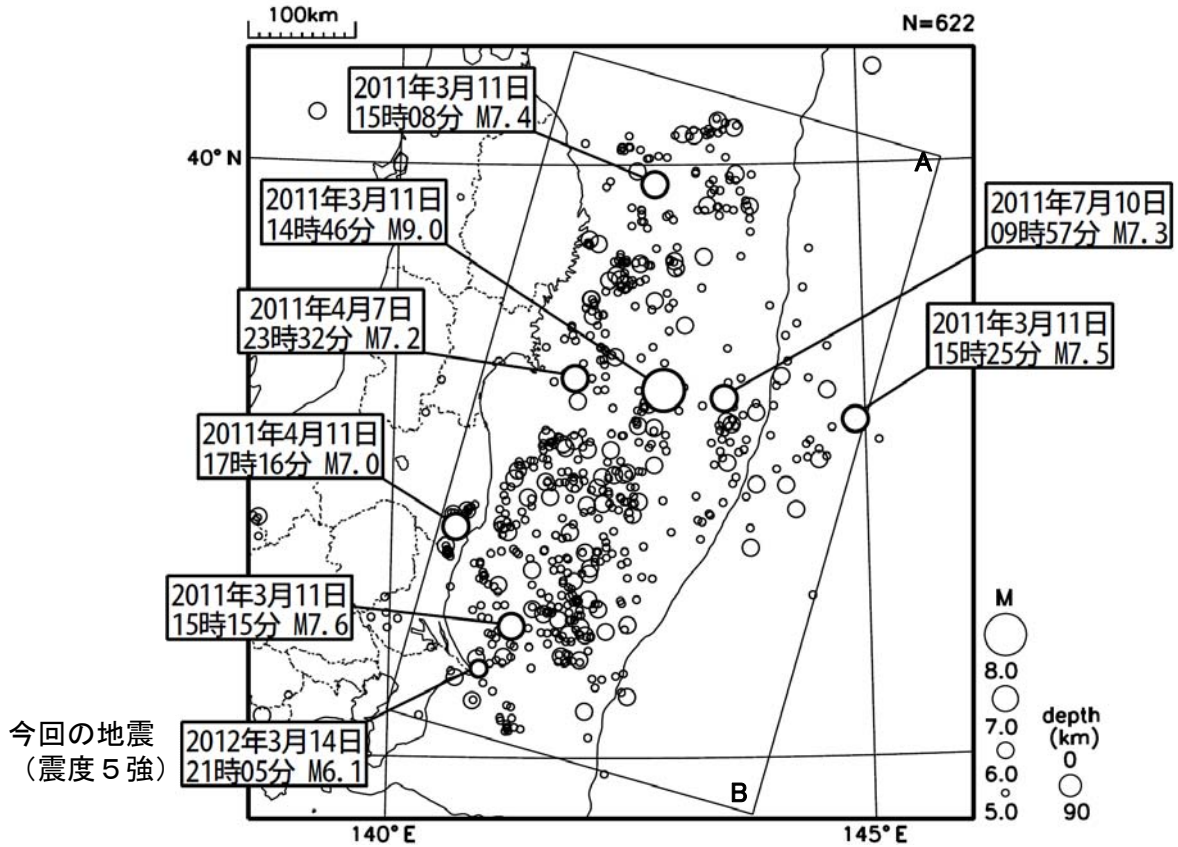 100km
N=622
2011年3月11日
15時08分 M7.4
40°N
A
2011年3月11日
14時46分 M9.0
2011年7月10日
09時57分 M7.3
2011年4月7日
23時32分 M7.2
2011年3月11日
15時25分 M7.5
2011年4月11日
17時16分 M7.0
2011年3月11日
15時15分 M7.6
今回の地震
（震度５強）
2012年3月14日
21時05分 M6.1
B
M
8.0
7.0
6.0
5.0
depth
(km)
0
90
140°E
145°E